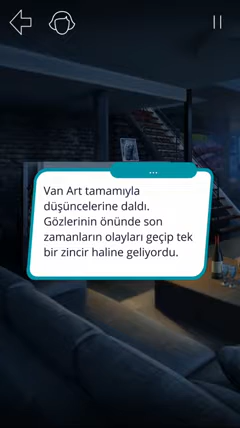 ...
Van Art tamamıyla
düşüncelerine daldı.
Gözlerinin önünde son
zamanların olayları geçip tek
bir zincir haline geliyordu.